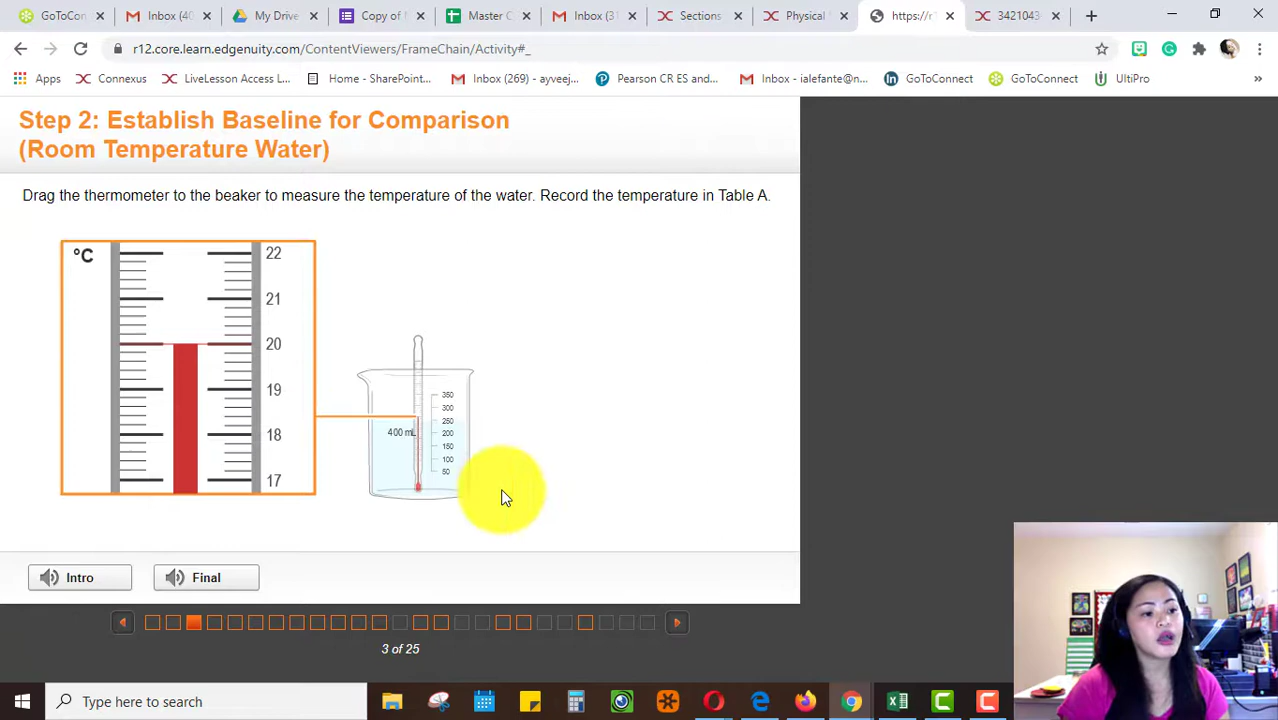 GoToCon
Inbox (40
My Drive
Copy of
Master C
Inbox (31
Sections
Physical
https://r
3421043
r12.core.learn.edgenuity.com/ContentViewers/FrameChain/Activity#_
Apps
Connexus
LiveLesson Access L...
Home - SharePoint...
Inbox (269) - ayveej...
Pearson CR ES and...
Inbox - ialefante@n...
GoToConnect
GoToConnect
UltiPro
»
Step 2: Establish Baseline for Comparison
(Room Temperature Water)
Drag the thermometer to the beaker to measure the temperature of the water. Record the temperature in Table A.
°C
22
21
20
19
18
17
350
300
250
400 mL
200
150
100
50
Intro
Final
3 of 25
Type here to search